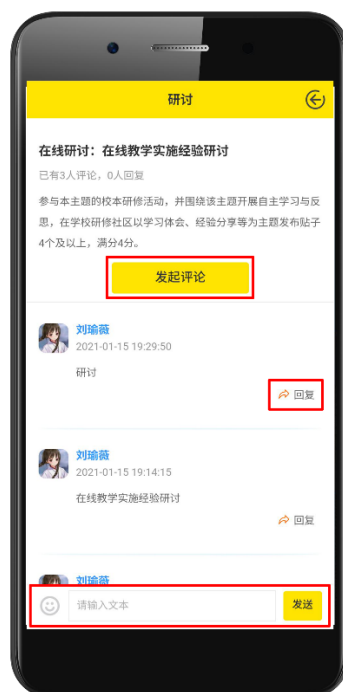 研讨
在线研讨：在线教学实施经验研讨
已有3人评论，0人回复
参与本主题的校本研修活动，并围绕该主题开展自主学习与反
思，在学校研修社区以学习体会、经验分享等为主题发布贴子
4个及以上，满分4分。
发起评论
刘瑜薇
2021-01-15 19:29:50
研讨
回复
刘瑜薇
2021-01-15 19:14:15
在线教学实施经验研讨
回复
刘瑜薇
请输入文本
发送